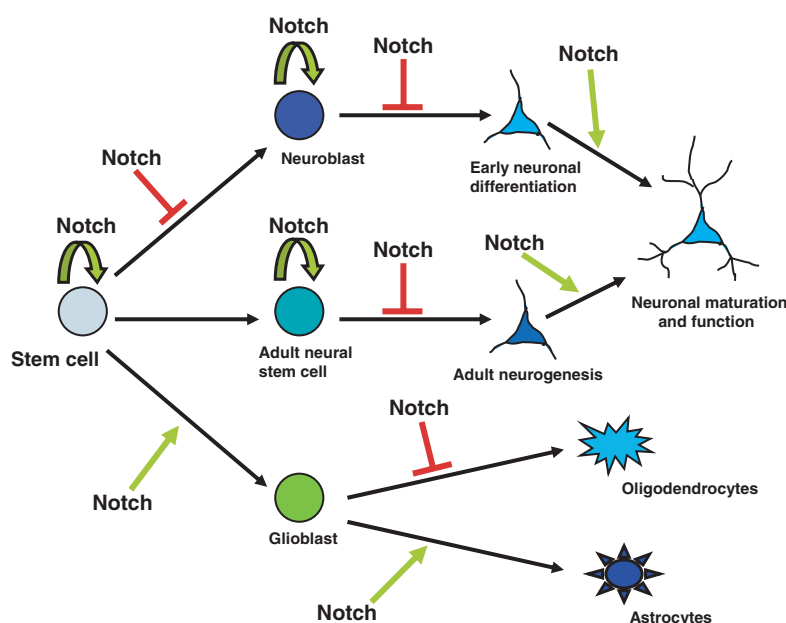 Notch
Notch
Notch
Neuroblast
Early neuronal
differentiation
Notch
Notch
Notch
Notch
Notch
Neuronal maturation
and function
Stem cell
Adult neural
stem cell
Adult neurogenesis
Notch
Oligodendrocytes
Notch
Glioblast
Notch
Astrocytes